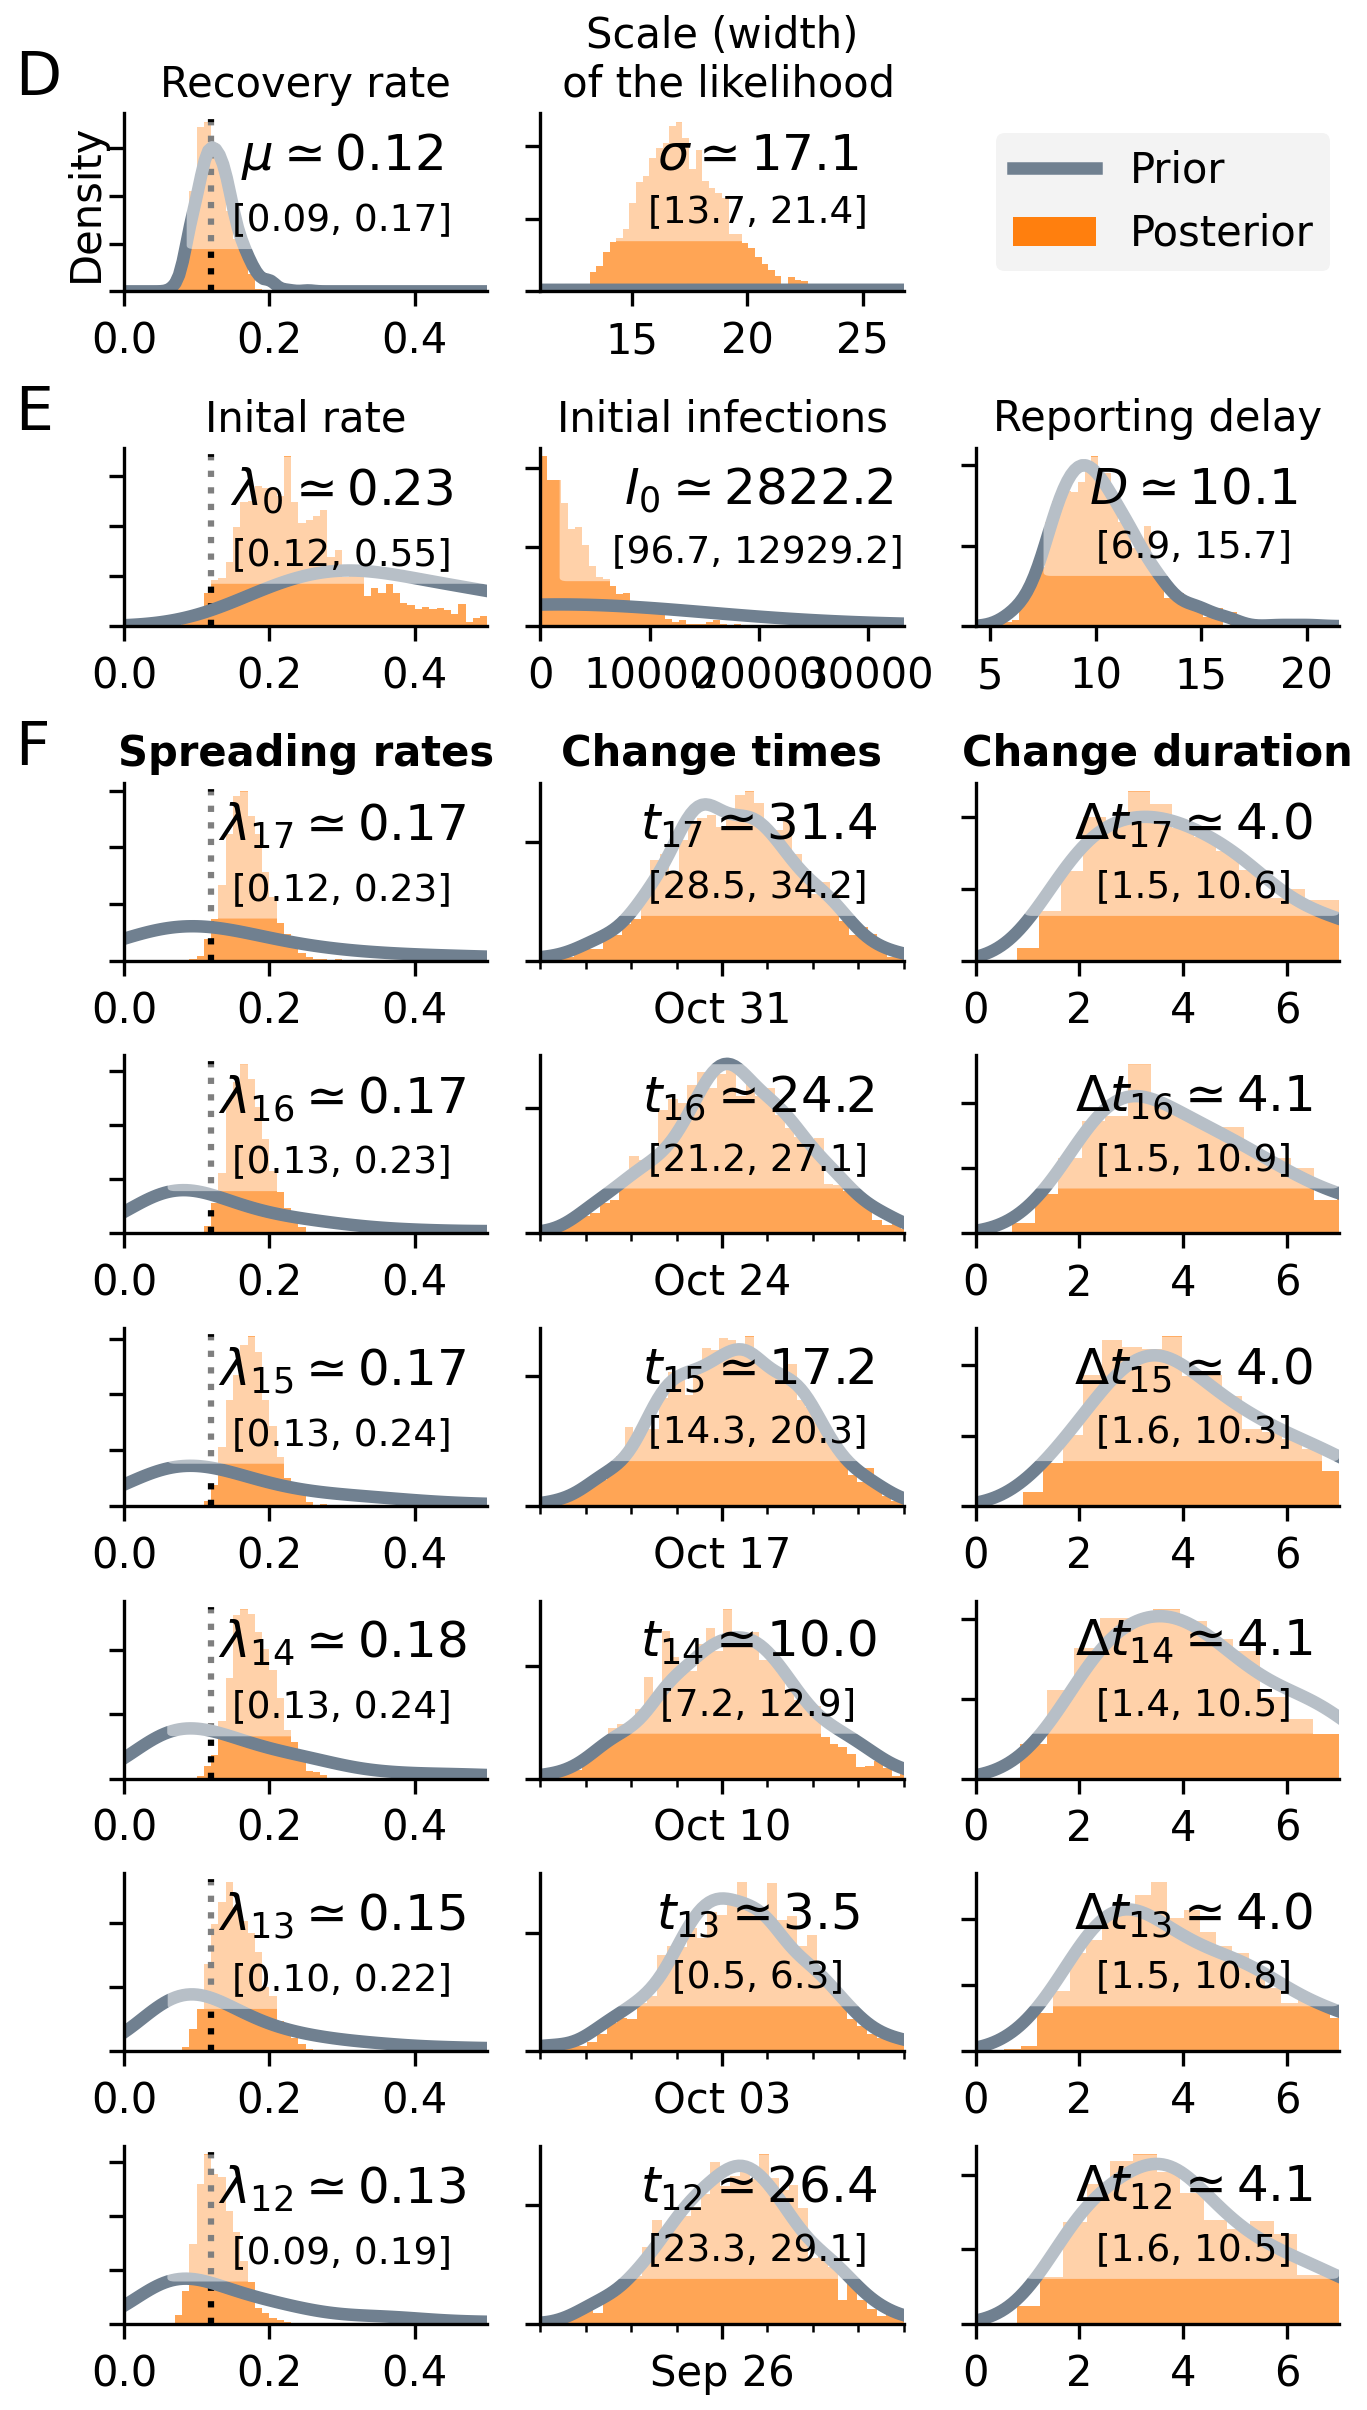 D
Recovery rate
Scale (width)
of the likelihood
Density
μ ≃ 0.12
[0.09, 0.17]
0.0 0.2 0.4
σ ≃ 17.1
[13.7, 21.4]
15 20 25
Prior
Posterior
E
Inital rate
λ0 ≃ 0.23
[0.12, 0.55]
0.0 0.2 0.4
Initial infections
I0 ≃ 2822.2
[96.7, 12929.2]
0 10000 20000 30000
Reporting delay
D ≃ 10.1
[6.9, 15.7]
5 10 15 20
F
Spreading rates Change times Change duration
λ17 ≃ 0.17
[0.12, 0.23]
0.0 0.2 0.4
t17 ≃ 31.4
[28.5, 34.2]
Oct 31
Δt17 ≃ 4.0
[1.5, 10.6]
0 2 4 6
λ16 ≃ 0.17
[0.13, 0.23]
0.0 0.2 0.4
t16 ≃ 24.2
[21.2, 27.1]
Oct 24
Δt16 ≃ 4.1
[1.5, 10.9]
0 2 4 6
λ15 ≃ 0.17
[0.13, 0.24]
0.0 0.2 0.4
t15 ≃ 17.2
[14.3, 20.3]
Oct 17
Δt15 ≃ 4.0
[1.6, 10.3]
0 2 4 6
λ14 ≃ 0.18
[0.13, 0.24]
0.0 0.2 0.4
t14 ≃ 10.0
[7.2, 12.9]
Oct 10
Δt14 ≃ 4.1
[1.4, 10.5]
0 2 4 6
λ13 ≃ 0.15
[0.10, 0.22]
0.0 0.2 0.4
t13 ≃ 3.5
[0.5, 6.3]
Oct 03
Δt13 ≃ 4.0
[1.5, 10.8]
0 2 4 6
λ12 ≃ 0.13
[0.09, 0.19]
0.0 0.2 0.4
t12 ≃ 26.4
[23.3, 29.1]
Sep 26
Δt12 ≃ 4.1
[1.6, 10.5]
0 2 4 6